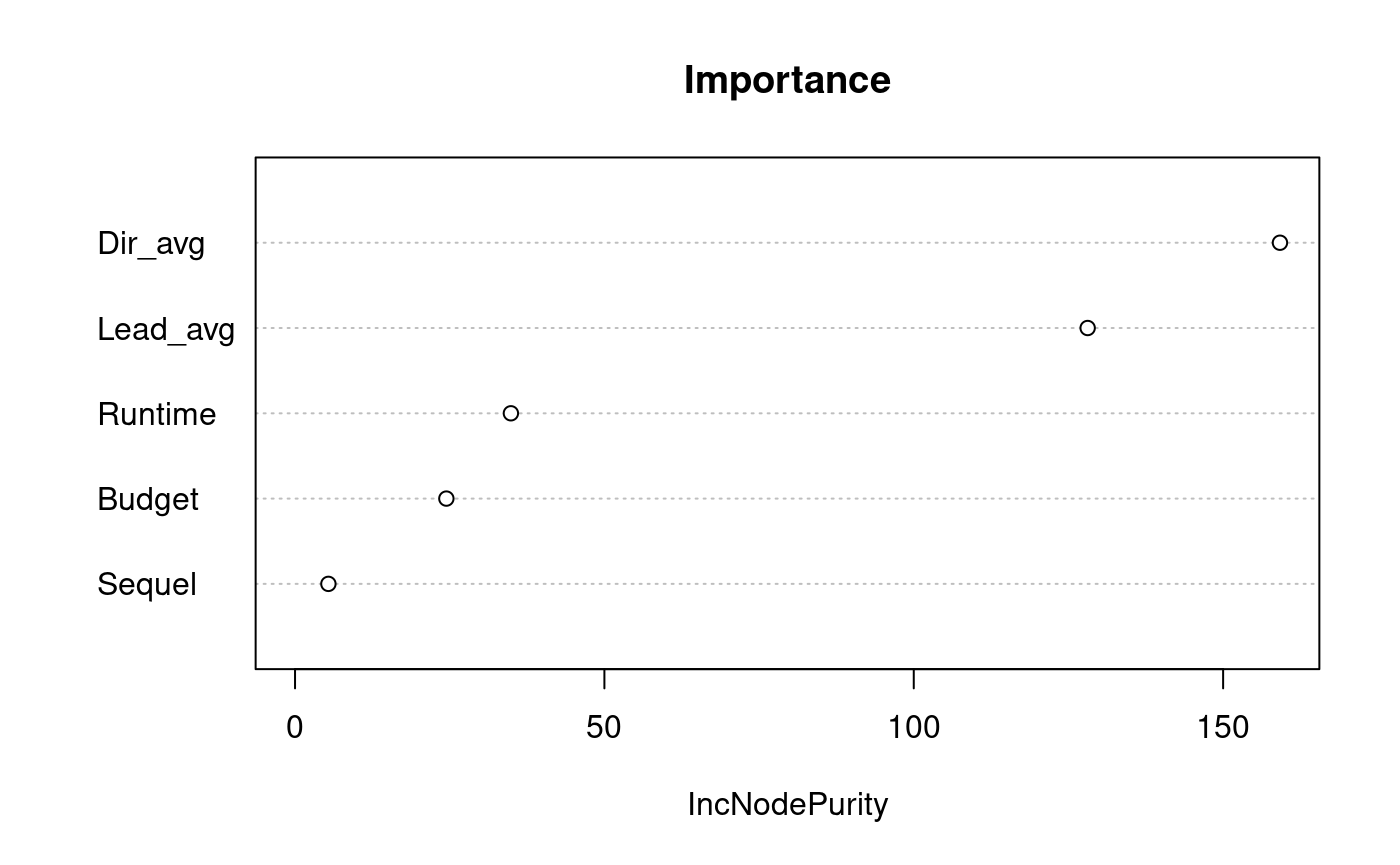 Importance
Dir_avg
Lead_avg
Runtime
Budget
Sequel
0 50 100 150
IncNodePurity